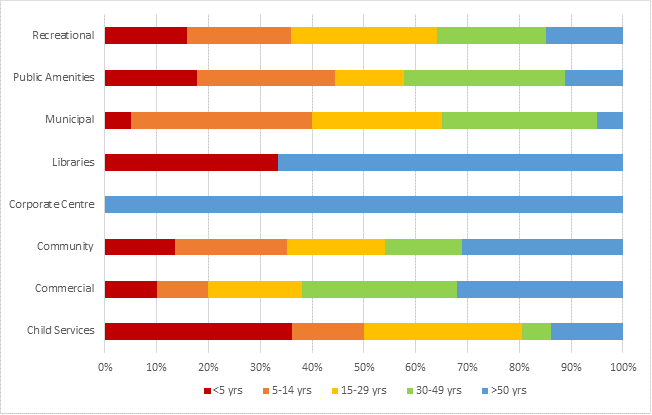 Recreational
Public Amenities
Municipal
Libraries
Corporate Centre
Community
Commercial
Child Services
0% 10% 20% 30% 40% 50% 60% 70% 80% 90% 100%
<5 yrs 5-14 yrs 15-29 yrs 30-49 yrs >50 yrs